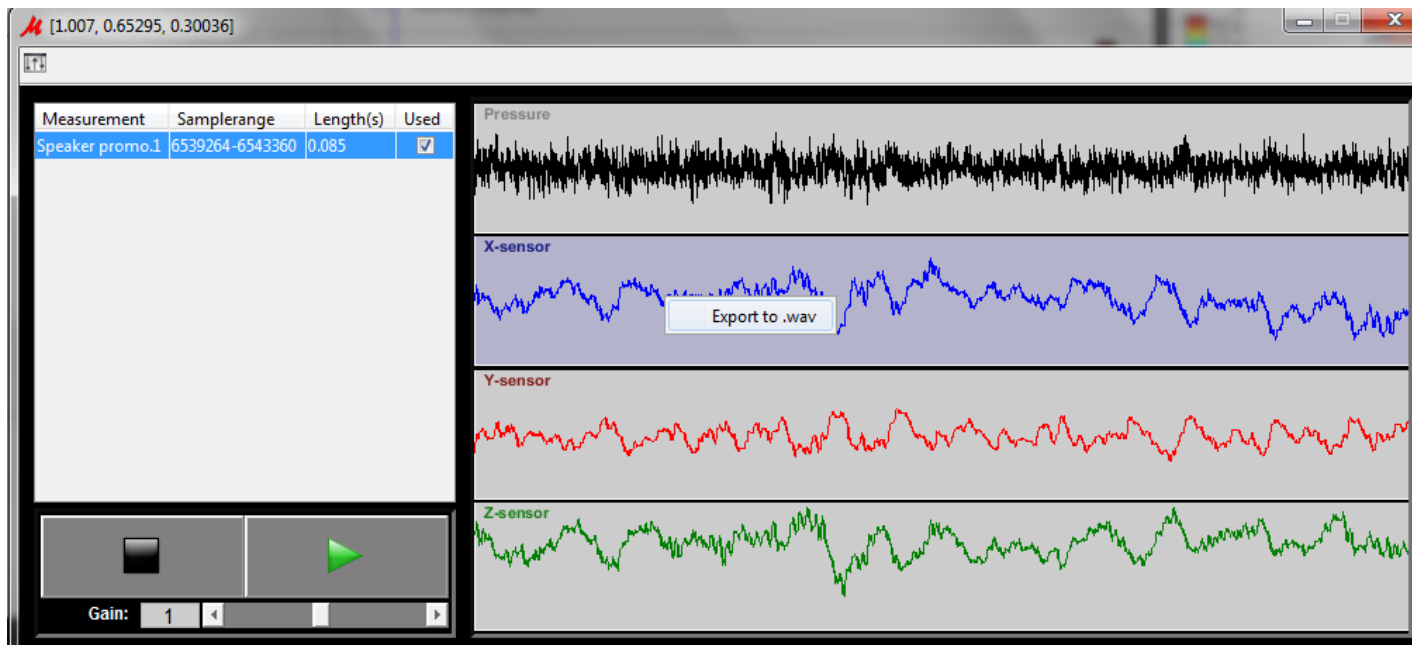 [1.007, 0.65295, 0.30036]
Measurement Samplerange Length(s) Used
Speaker promo.1 6539264-6543360 0.085
Gain: 1
Pressure
X-sensor
Export to .wav
Y-sensor
Z-sensor